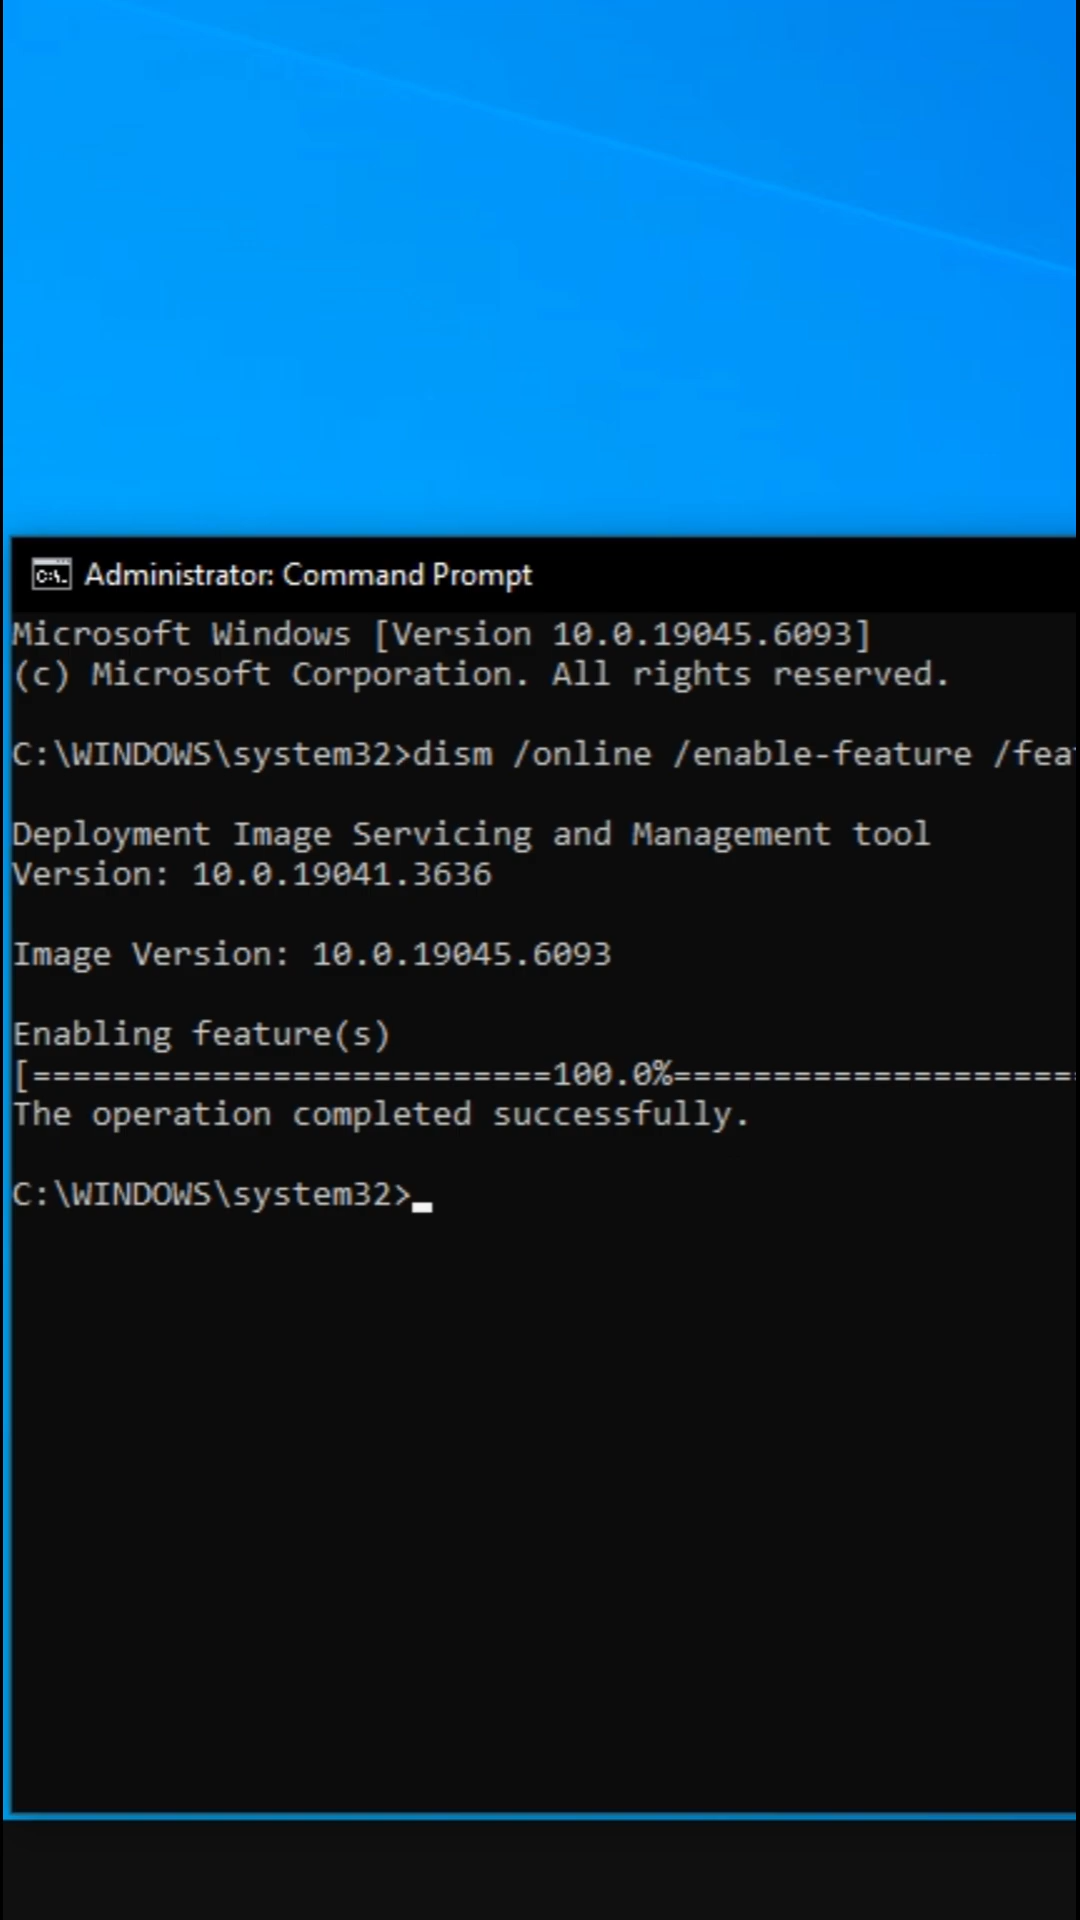 Administrator: Command Prompt
Microsoft Windows [Version 10.0.19045.6093]
(c) Microsoft Corporation. All rights reserved.
C:\WINDOWS\system32>dism /online /enable-feature /fea
Deployment Image Servicing and Management tool
Version: 10.0.19041.3636
Image Version: 10.0.19045.6093
Enabling feature(s)
[==========================100.0%====================
The operation completed successfully.
C:\WINDOWS\system32>